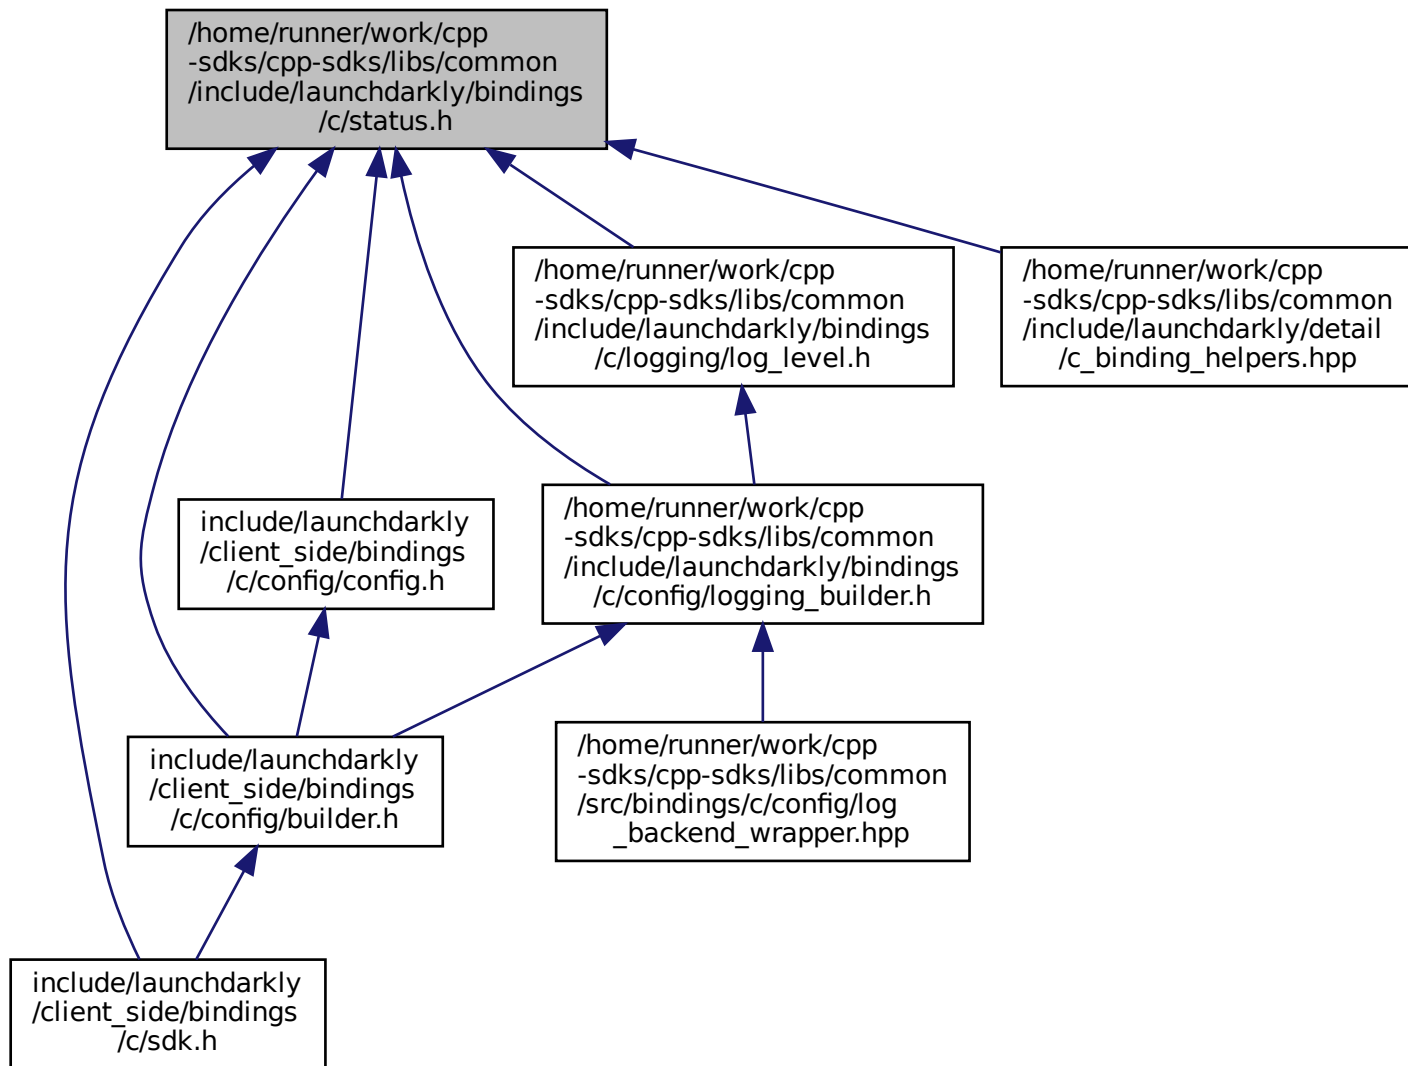 /home/runner/work/cpp
-sdks/cpp-sdks/libs/common
/include/launchdarkly/bindings
/c/status.h
/home/runner/work/cpp
-sdks/cpp-sdks/libs/common
/include/launchdarkly/bindings
/c/logging/log_level.h
/home/runner/work/cpp
-sdks/cpp-sdks/libs/common
/include/launchdarkly/detail
/c_binding_helpers.hpp
include/launchdarkly
/client_side/bindings
/c/config/config.h
/home/runner/work/cpp
-sdks/cpp-sdks/libs/common
/include/launchdarkly/bindings
/c/config/logging_builder.h
include/launchdarkly
/client_side/bindings
/c/config/builder.h
/home/runner/work/cpp
-sdks/cpp-sdks/libs/common
/src/bindings/c/config/log
_backend_wrapper.hpp
include/launchdarkly
/client_side/bindings
/c/sdk.h